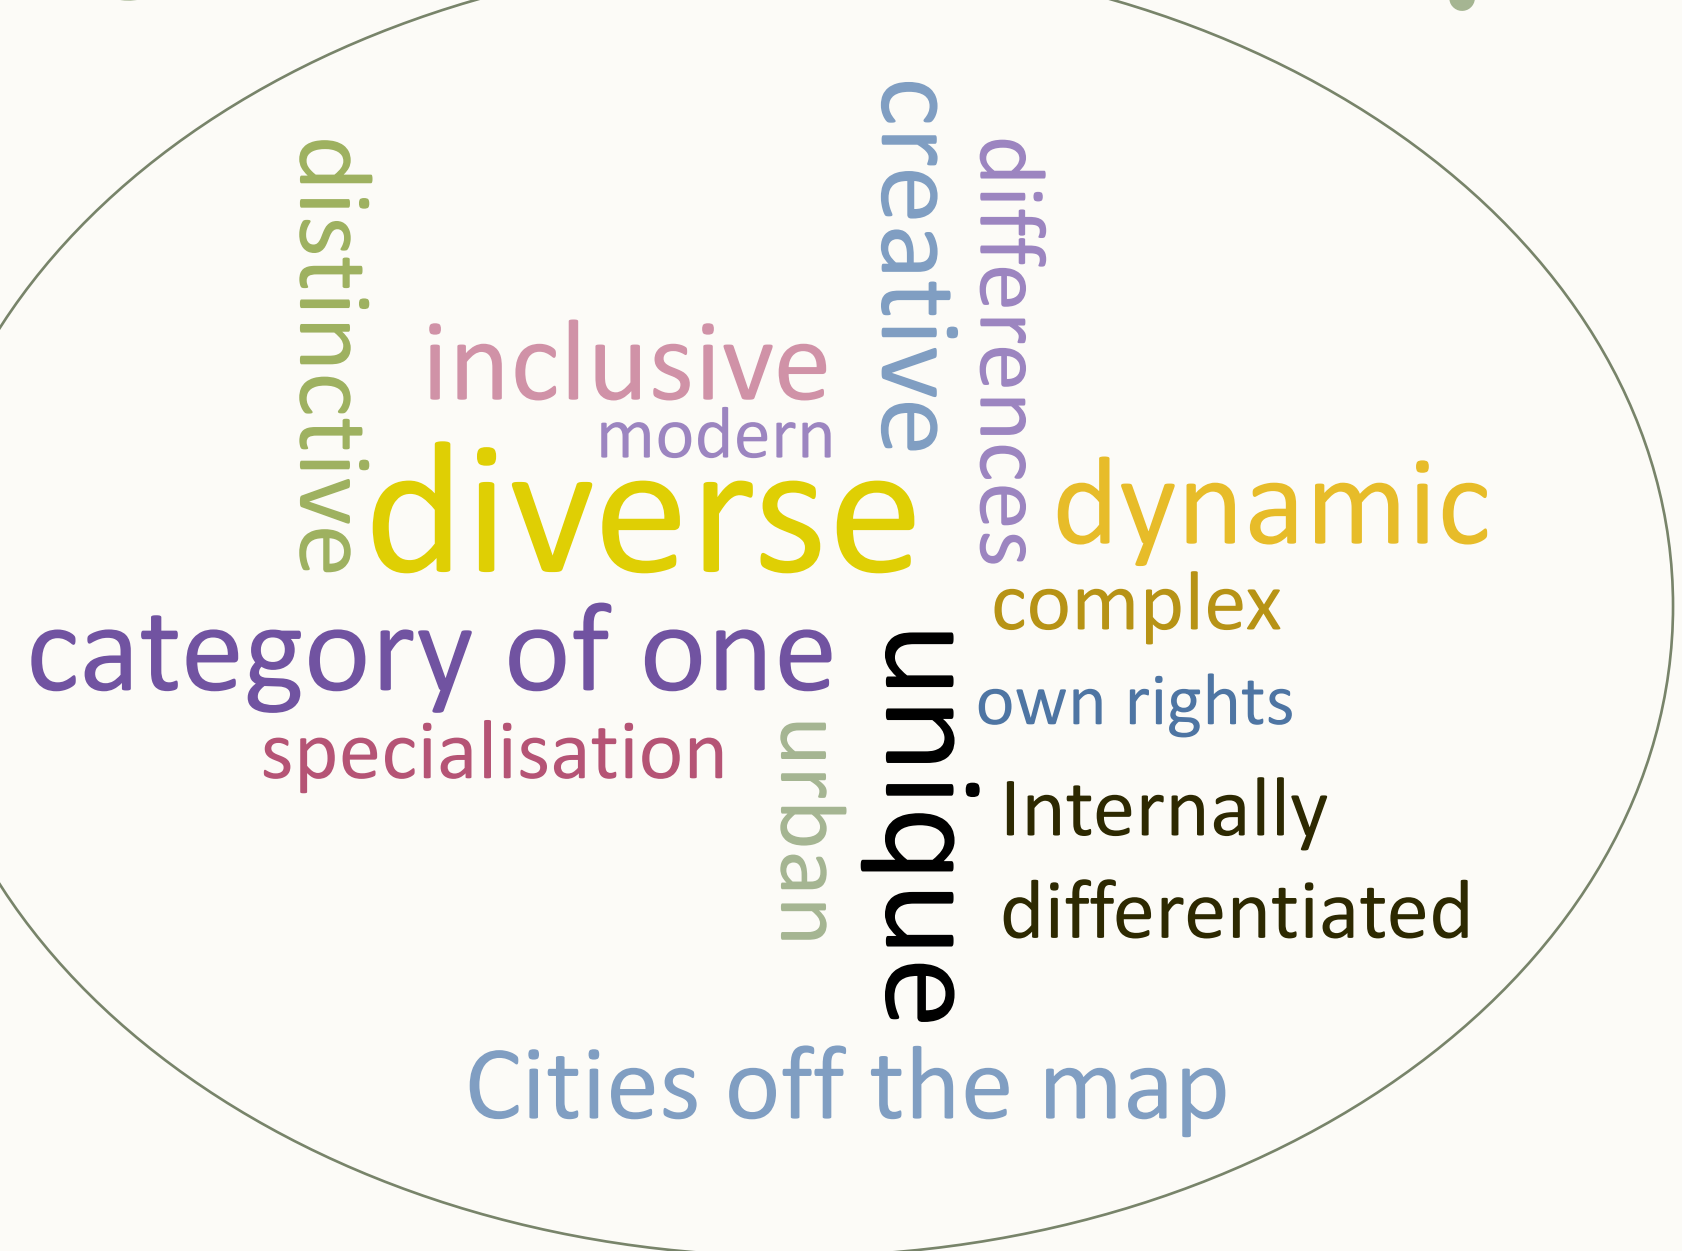 distinctive
creative
differences
inclusive
modern
diverse
dynamic
complex
category of one
unique
own rights
specialisation
urban
Internally
differentiated
Cities off the map